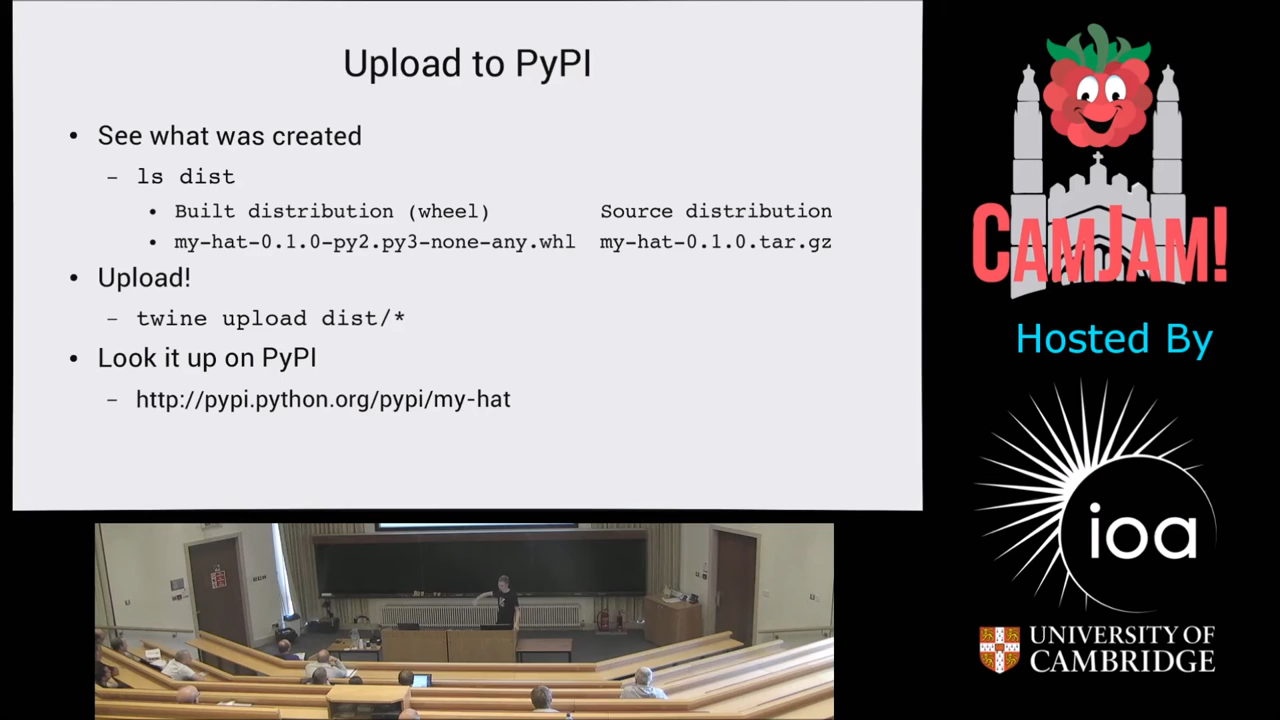 Upload to PyPI
• See what was created
– ls dist
• Built distribution (wheel) Source distribution
• my-hat-0.1.0-py2.py3-none-any.whl my-hat-0.1.0.tar.gz
• Upload!
– twine upload dist/*
• Look it up on PyPI
– http://pypi.python.org/pypi/my-hat
CAMJAM!
Hosted By
ioa
UNIVERSITY OF
CAMBRIDGE